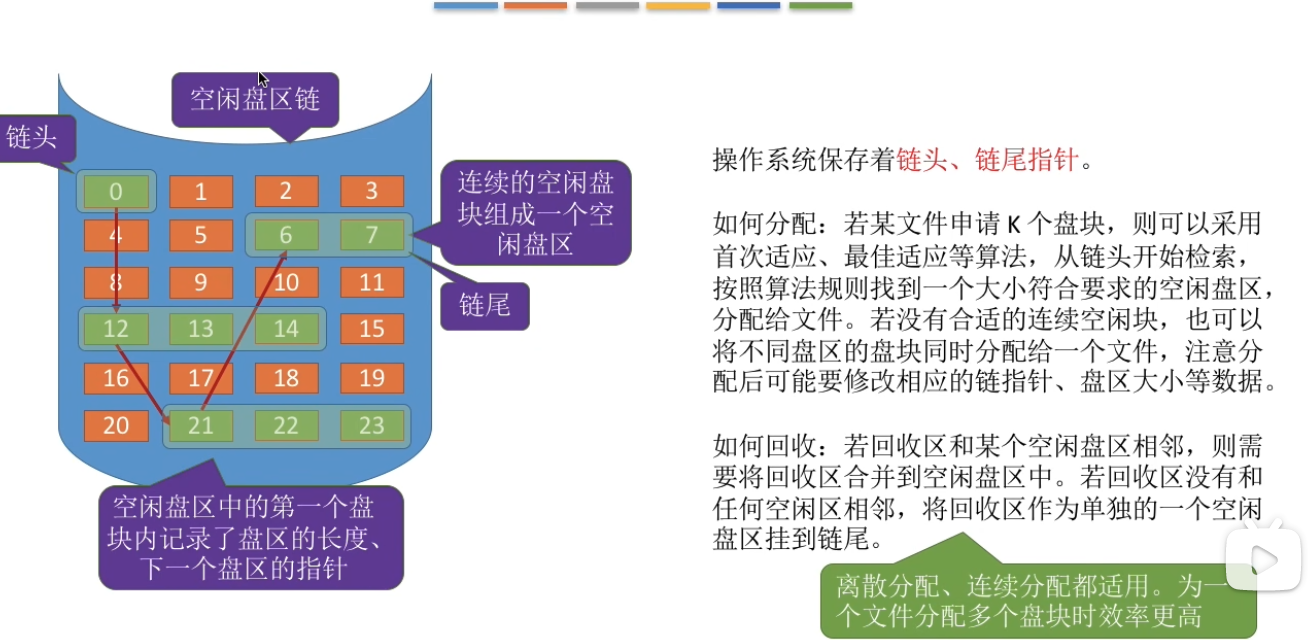 空闲盘区链
链头
0 1 2 3
4 5 6 7
8 9 10 11
12 13 14 15
16 17 18 19
20 21 22 23
连续的空闲盘
块组成一个空
闲盘区
链尾
空闲盘区中的第一个盘
块内记录了盘区的长度、
下一个盘区的指针
操作系统保存着链头、链尾指针。
如何分配：若某文件申请 K 个盘块，则可以采用
首次适应、最佳适应等算法，从链头开始检索，
按照算法规则找到一个大小符合要求的空闲盘区，
分配给文件。若没有合适的连续空闲块，也可以
将不同盘区的盘块同时分配给一个文件，注意分
配后可能要修改相应的链指针、盘区大小等数据。
如何回收：若回收区和某个空闲盘区相邻，则需
要将回收区合并到空闲盘区中。若回收区没有和
任何空闲区相邻，将回收区作为单独的一个空闲
盘区挂到链尾。
离散分配、连续分配都适用。为一
个文件分配多个盘块时效率更高